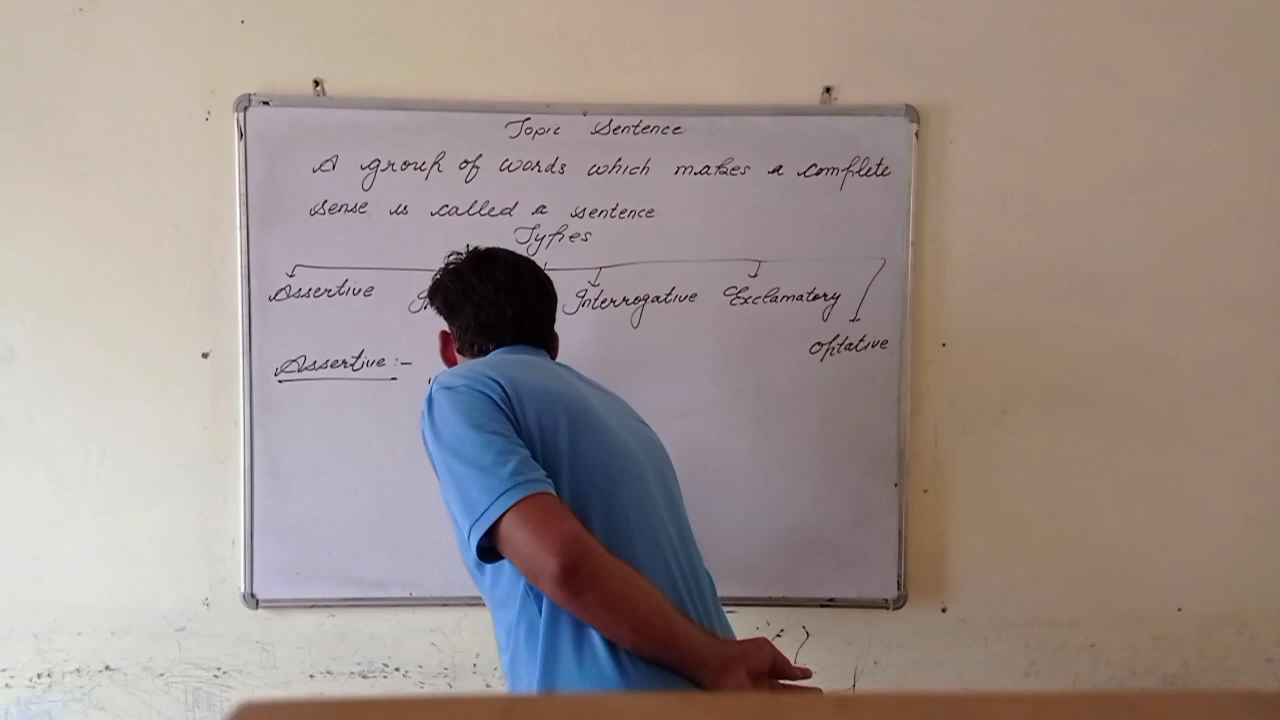 Topic Sentence
A group of words which makes a complete
sense is called a sentence
Types
Assertive Interrogative Exclamatory
Optative
Assertive :-